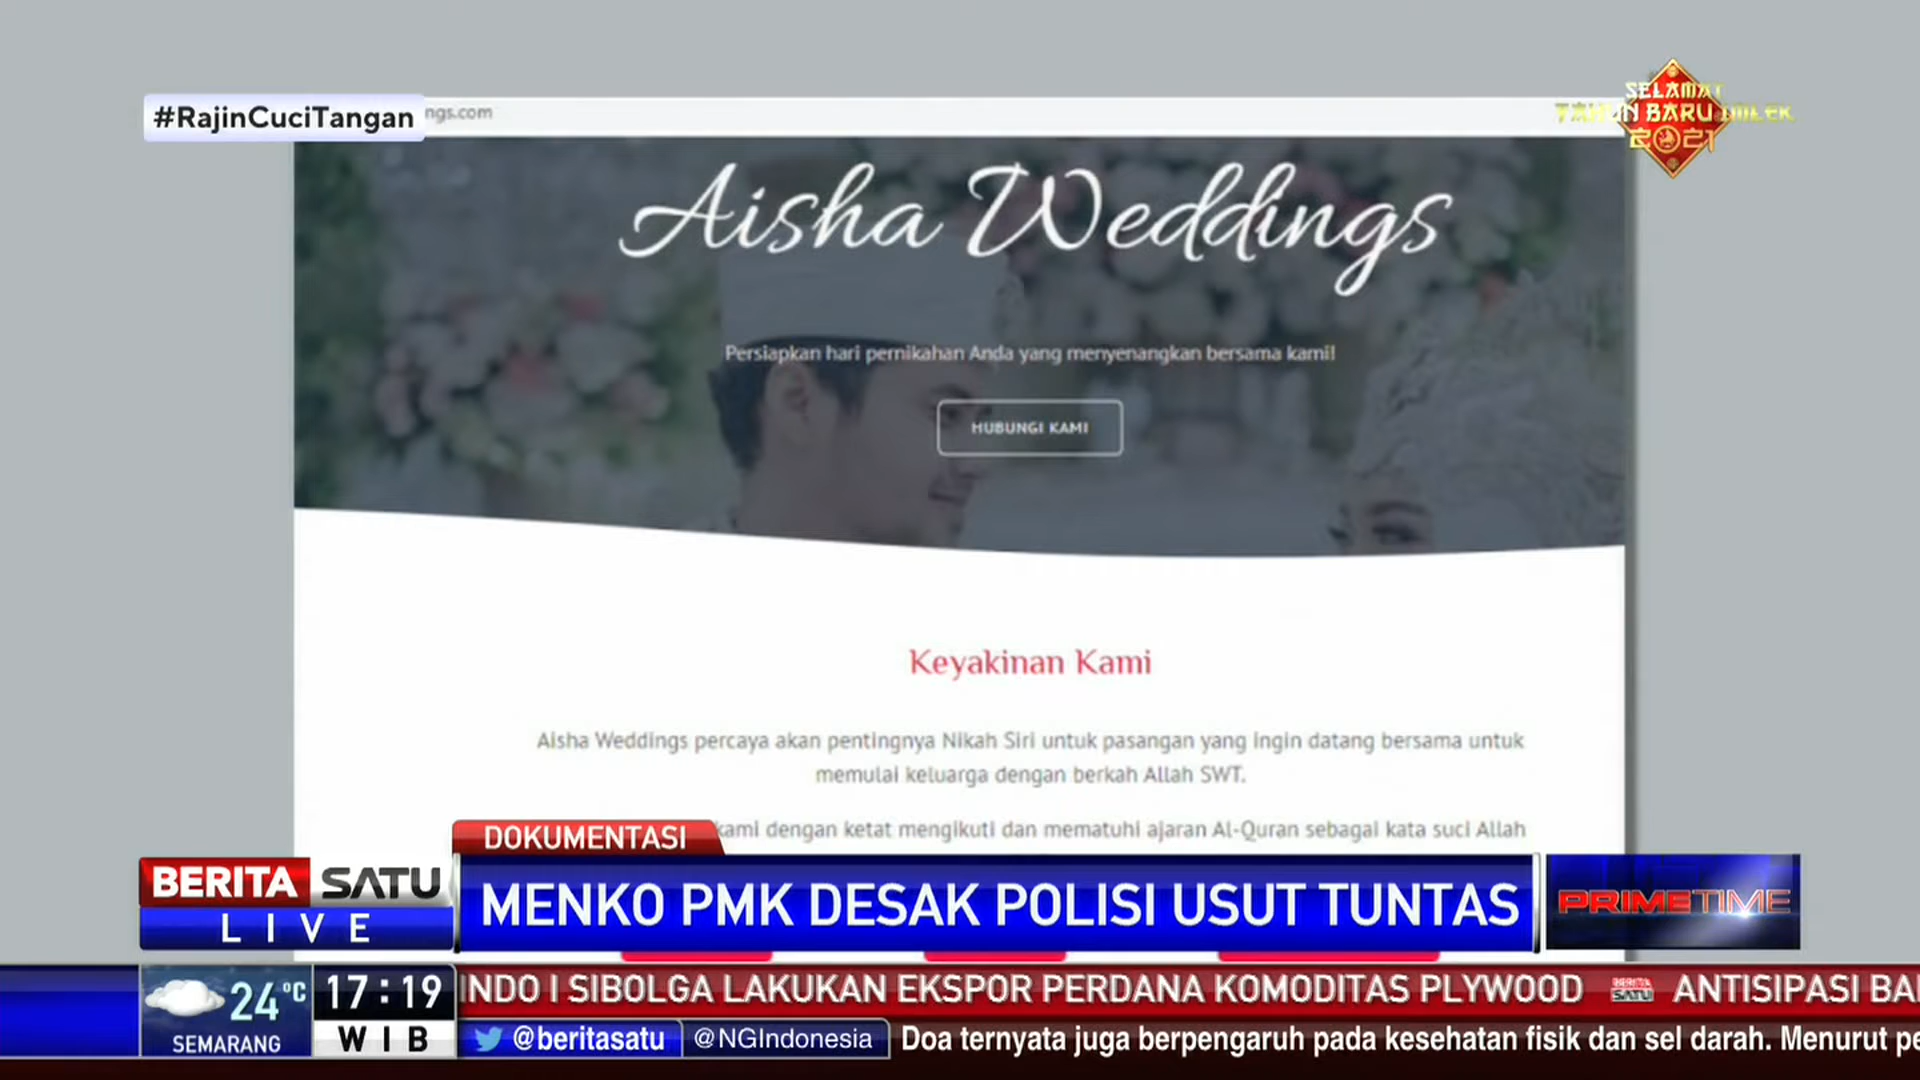 #RajinCuciTangan
ngs.com
SELAMAT
TAHUN BARU IMLEK
2021
Aisha Weddings
Persiapkan hari pernikahan Anda yang menyenangkan bersama kami!
HUBUNGI KAMI
Keyakinan Kami
Aisha Weddings percaya akan pentingnya Nikah Siri untuk pasangan yang ingin datang bersama untuk
memulai keluarga dengan berkah Allah SWT.
kami dengan ketat mengikuti dan mematuhi ajaran Al-Quran sebagai kata suci Allah
DOKUMENTASI
BERITA SATU
LIVE
MENKO PMK DESAK POLISI USUT TUNTAS
PRIMETIME
24°C
SEMARANG
17:19
WIB
INDO I SIBOLGA LAKUKAN EKSPOR PERDANA KOMODITAS PLYWOOD BERITA SATU ANTISIPASI BA
@beritasatu @NGIndonesia Doa ternyata juga berpengaruh pada kesehatan fisik dan sel darah. Menurut pe